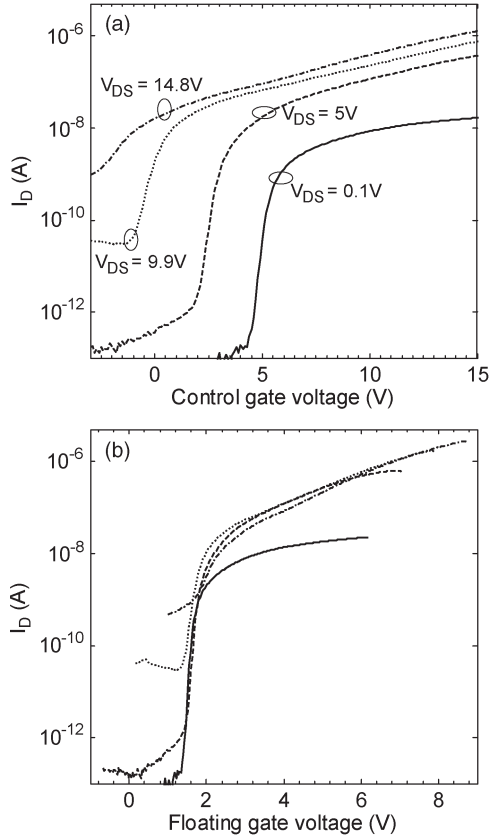 (a)
10⁻⁶
10⁻⁸
10⁻¹⁰
10⁻¹²
I_D (A)
V_DS = 14.8V
V_DS = 5V
V_DS = 0.1V
V_DS = 9.9V
0 5 10 15
Control gate voltage (V)
(b)
10⁻⁶
10⁻⁸
10⁻¹⁰
10⁻¹²
I_D (A)
0 2 4 6 8
Floating gate voltage (V)